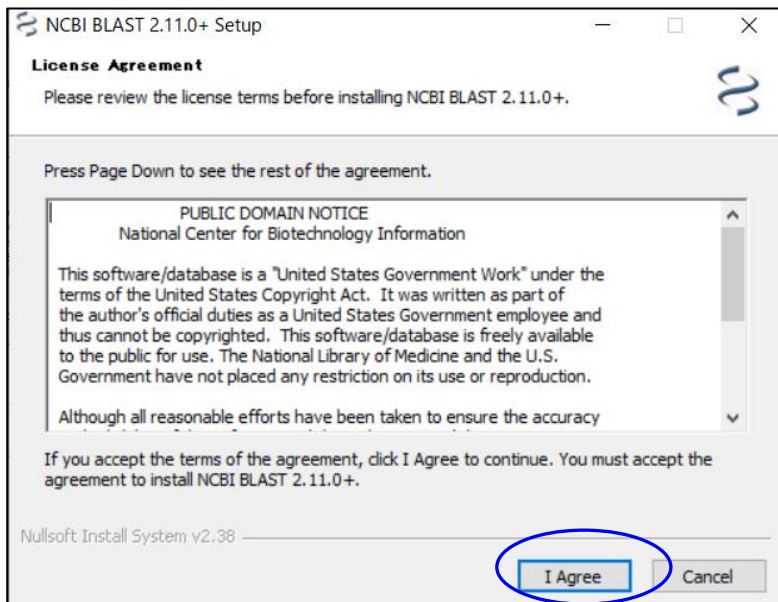 NCBI BLAST 2.11.0+ Setup
License Agreement
Please review the license terms before installing NCBI BLAST 2.11.0+.
Press Page Down to see the rest of the agreement.
PUBLIC DOMAIN NOTICE
National Center for Biotechnology Information
This software/database is a "United States Government Work" under the
terms of the United States Copyright Act.  It was written as part of
the author's official duties as a United States Government employee and
thus cannot be copyrighted.  This software/database is freely available
to the public for use. The National Library of Medicine and the U.S.
Government have not placed any restriction on its use or reproduction.
Although all reasonable efforts have been taken to ensure the accuracy
If you accept the terms of the agreement, click I Agree to continue. You must accept the
agreement to install NCBI BLAST 2.11.0+.
Nullsoft Install System v2.38
I Agree
Cancel